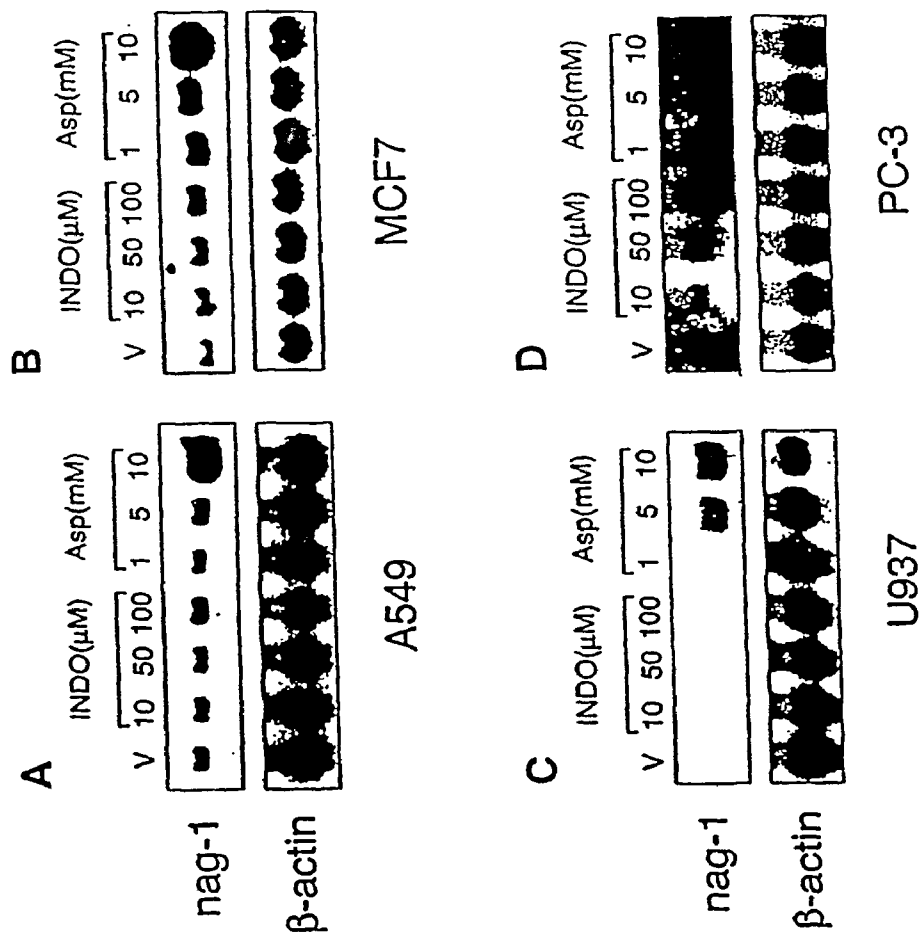 A
INDO(μM) Asp(mM)
V 10 50 100 1 5 10
nag-1
β-actin
A549
B
INDO(μM) Asp(mM)
V 10 50 100 1 5 10
MCF7
C
INDO(μM) Asp(mM)
V 10 50 100 1 5 10
nag-1
β-actin
U937
D
INDO(μM) Asp(mM)
V 10 50 100 1 5 10
PC-3